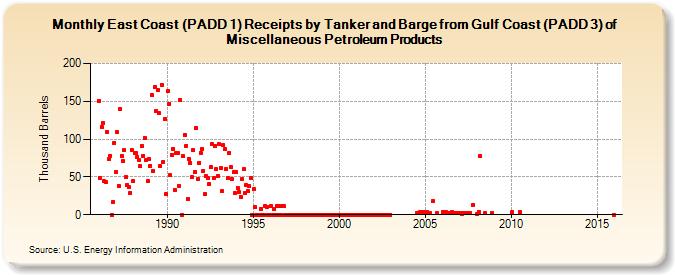 Monthly East Coast (PADD 1) Receipts by Tanker and Barge from Gulf Coast (PADD 3) of
Miscellaneous Petroleum Products
Thousand Barrels
200
150
100
50
0
1990
1995
2000
2005
2010
2015
Source: U.S. Energy Information Administration